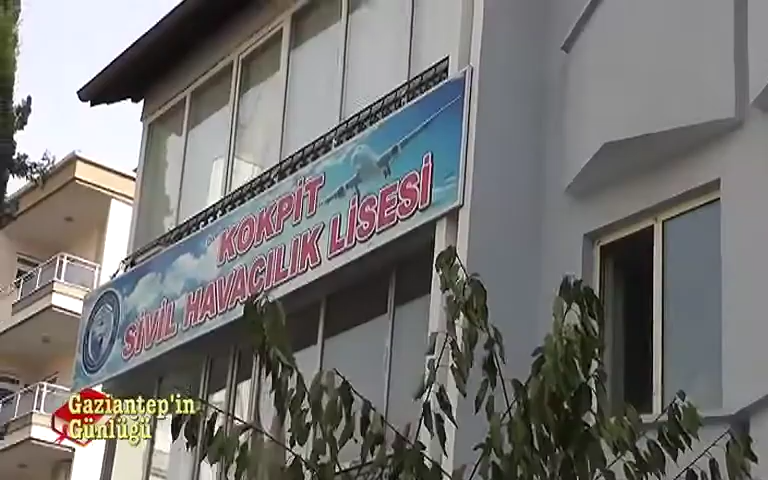 KOKPİT
SİVİL HAVACILIK LİSESİ
Gaziantep'in
Günlüğü